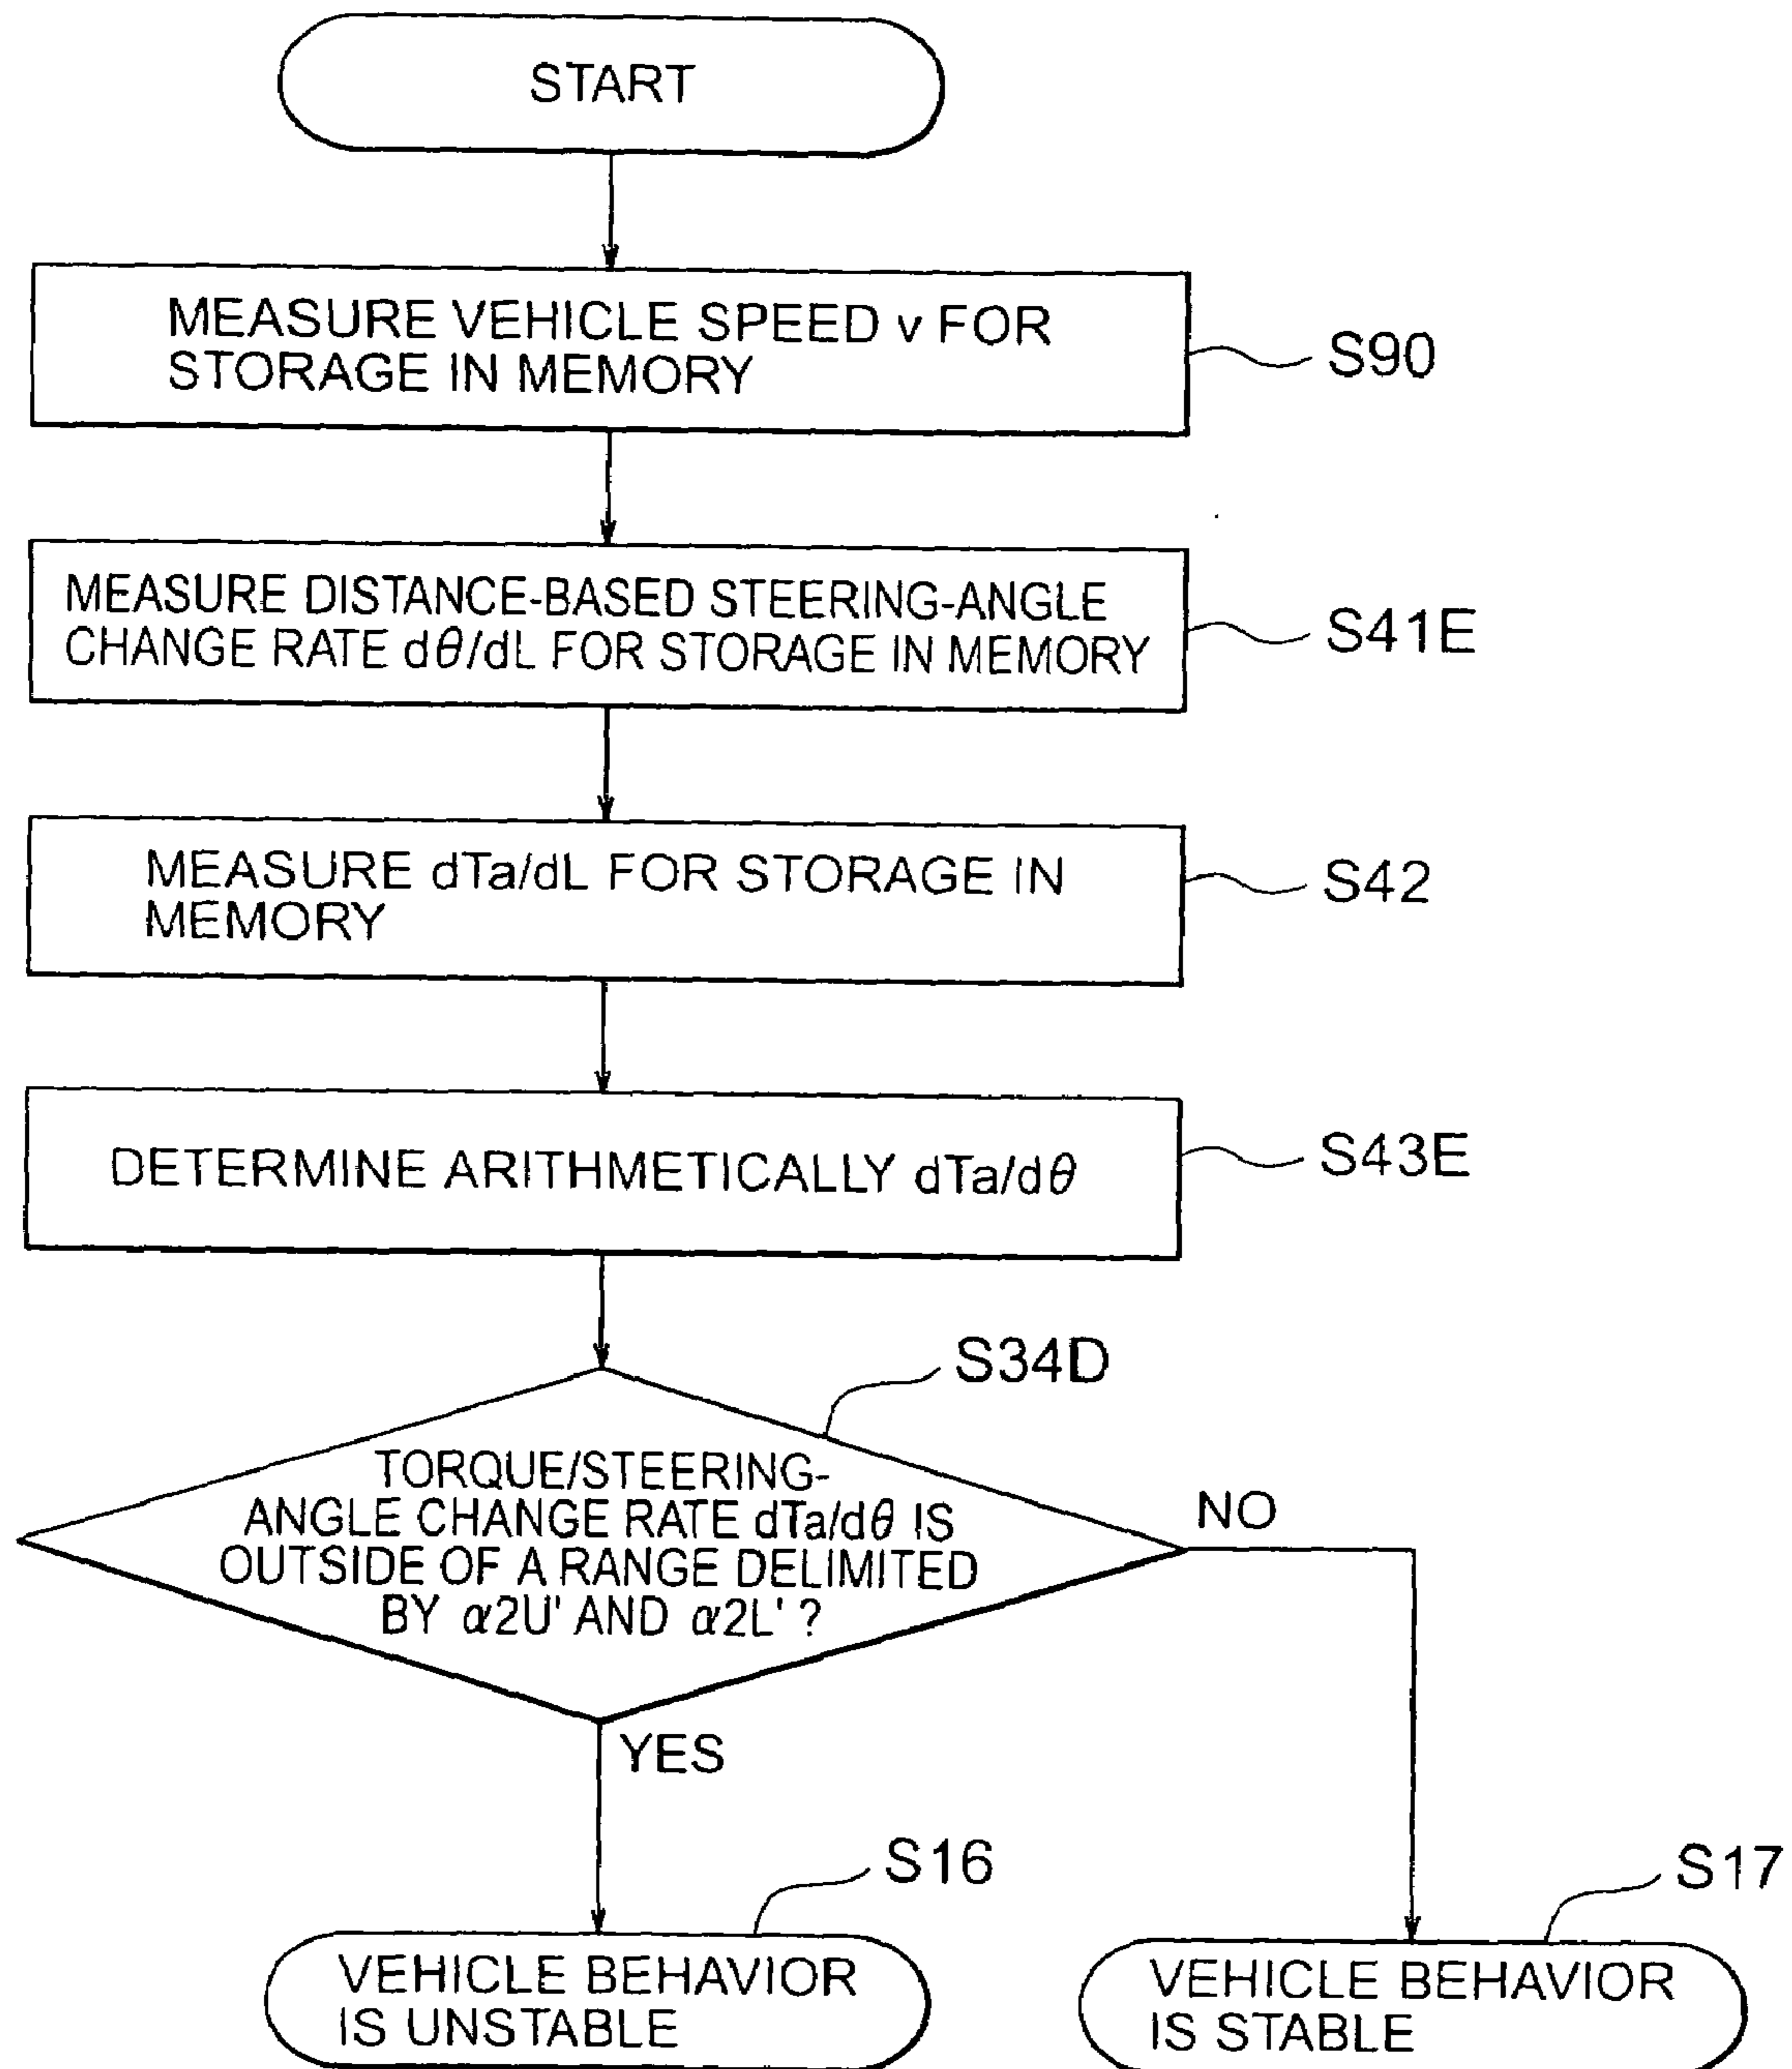 START
MEASURE VEHICLE SPEED v FOR
STORAGE IN MEMORY
S90
MEASURE DISTANCE-BASED STEERING-ANGLE
CHANGE RATE dθ/dL FOR STORAGE IN MEMORY
S41E
MEASURE dTa/dL FOR STORAGE IN
MEMORY
S42
DETERMINE ARITHMETICALLY dTa/dθ
S43E
S34D
TORQUE/STEERING-
ANGLE CHANGE RATE dTa/dθ IS
OUTSIDE OF A RANGE DELIMITED
BY α2U' AND α2L' ?
NO
YES
S16
VEHICLE BEHAVIOR
IS UNSTABLE
S17
VEHICLE BEHAVIOR
IS STABLE